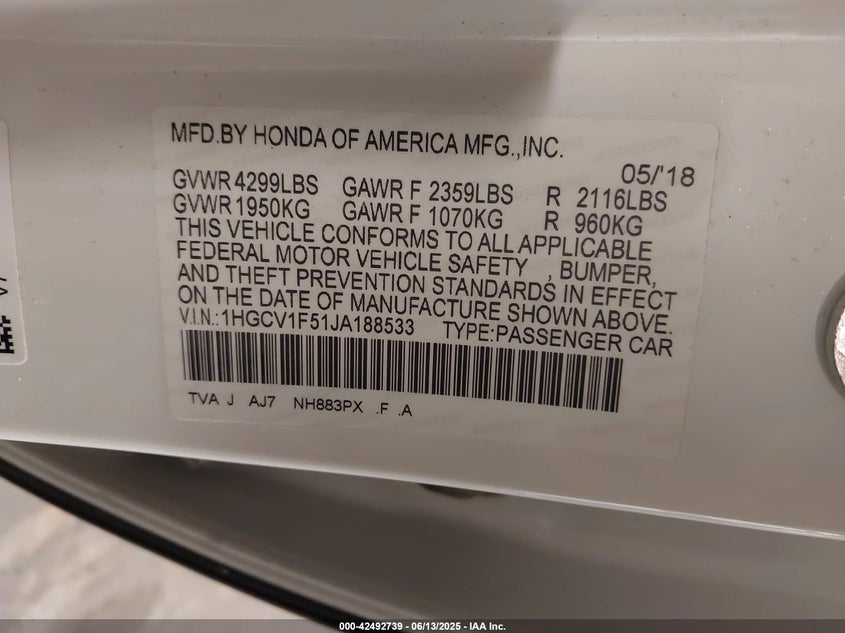 MFD.BY HONDA OF AMERICA MFG.,INC.
05/'18
GVWR 4299LBS GAWR F 2359LBS R 2116LBS
GVWR 1950KG GAWR F 1070KG R 960KG
THIS VEHICLE CONFORMS TO ALL APPLICABLE
FEDERAL MOTOR VEHICLE SAFETY , BUMPER,
AND THEFT PREVENTION STANDARDS IN EFFECT
ON THE DATE OF MANUFACTURE SHOWN ABOVE.
V.I.N.:1HGCV1F51JA188533 TYPE:PASSENGER CAR
TVA J AJ7 NH883PX .F .A
000-42492739 - 06/13/2025 - IAA Inc.